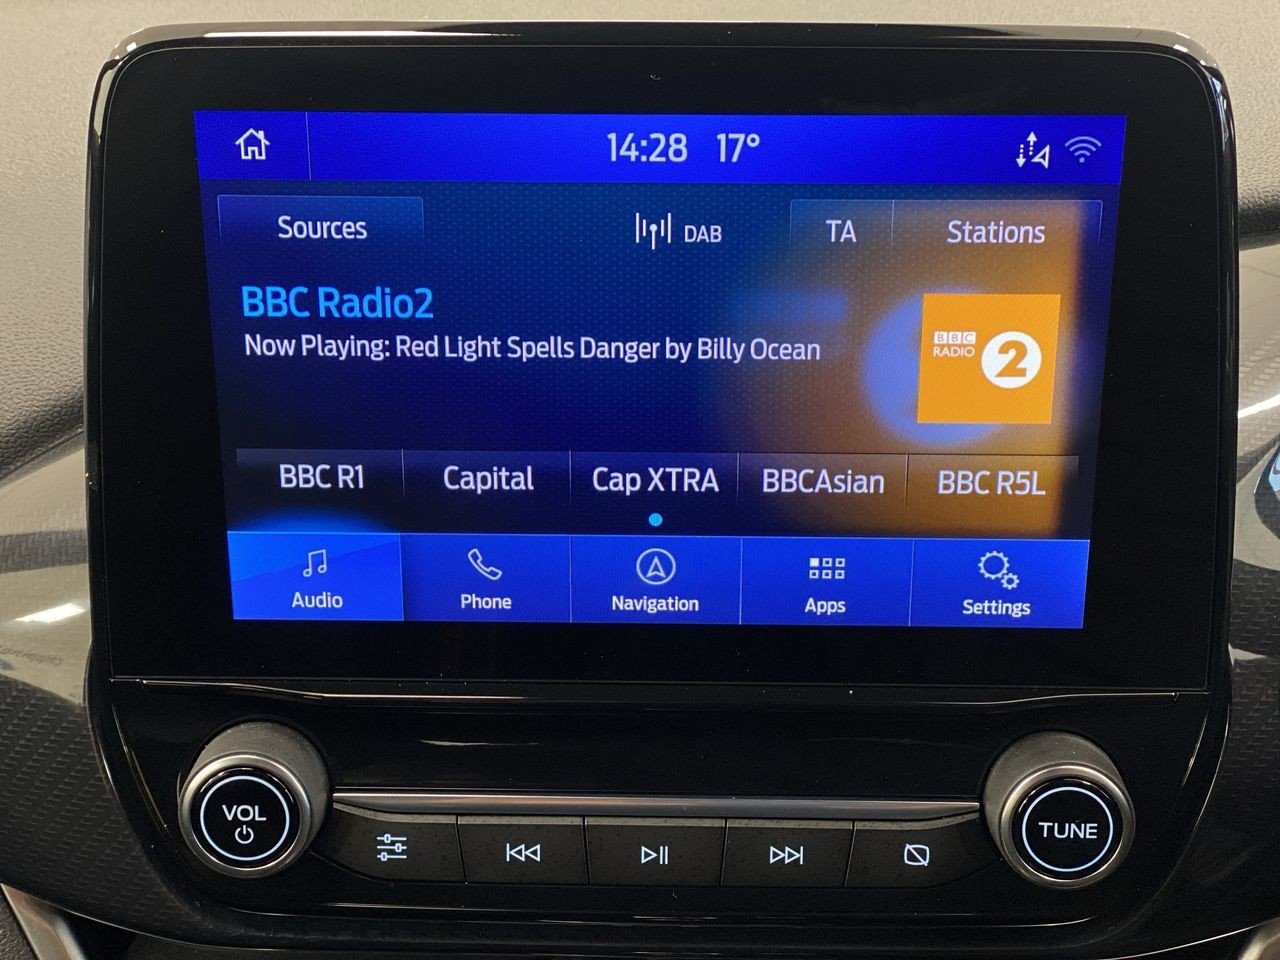 14:28 17°
Sources DAB TA Stations
BBC Radio2
Now Playing: Red Light Spells Danger by Billy Ocean
BBC
RADIO
2
BBC R1 Capital Cap XTRA BBCAsian BBC R5L
Audio Phone Navigation Apps Settings
VOL TUNE